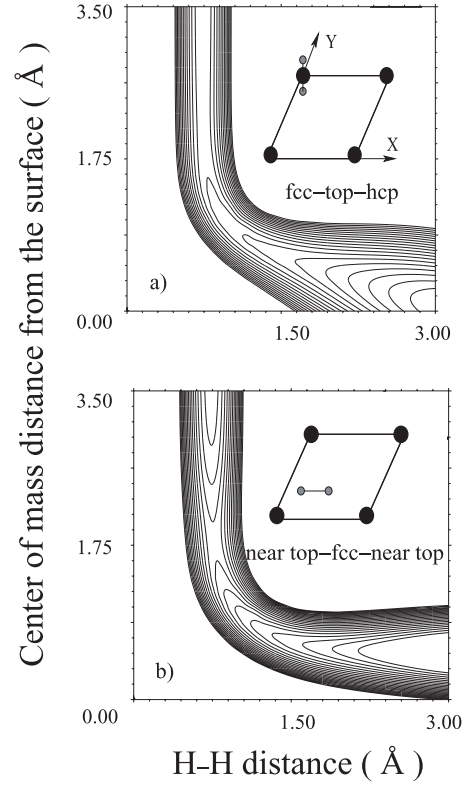 Center of mass distance from the surface ( Å )
3.50
1.75
0.00
Y
X
fcc–top–hcp
a)
1.50
3.00
3.50
1.75
0.00
near top–fcc–near top
b)
1.50
3.00
H–H distance ( Å )